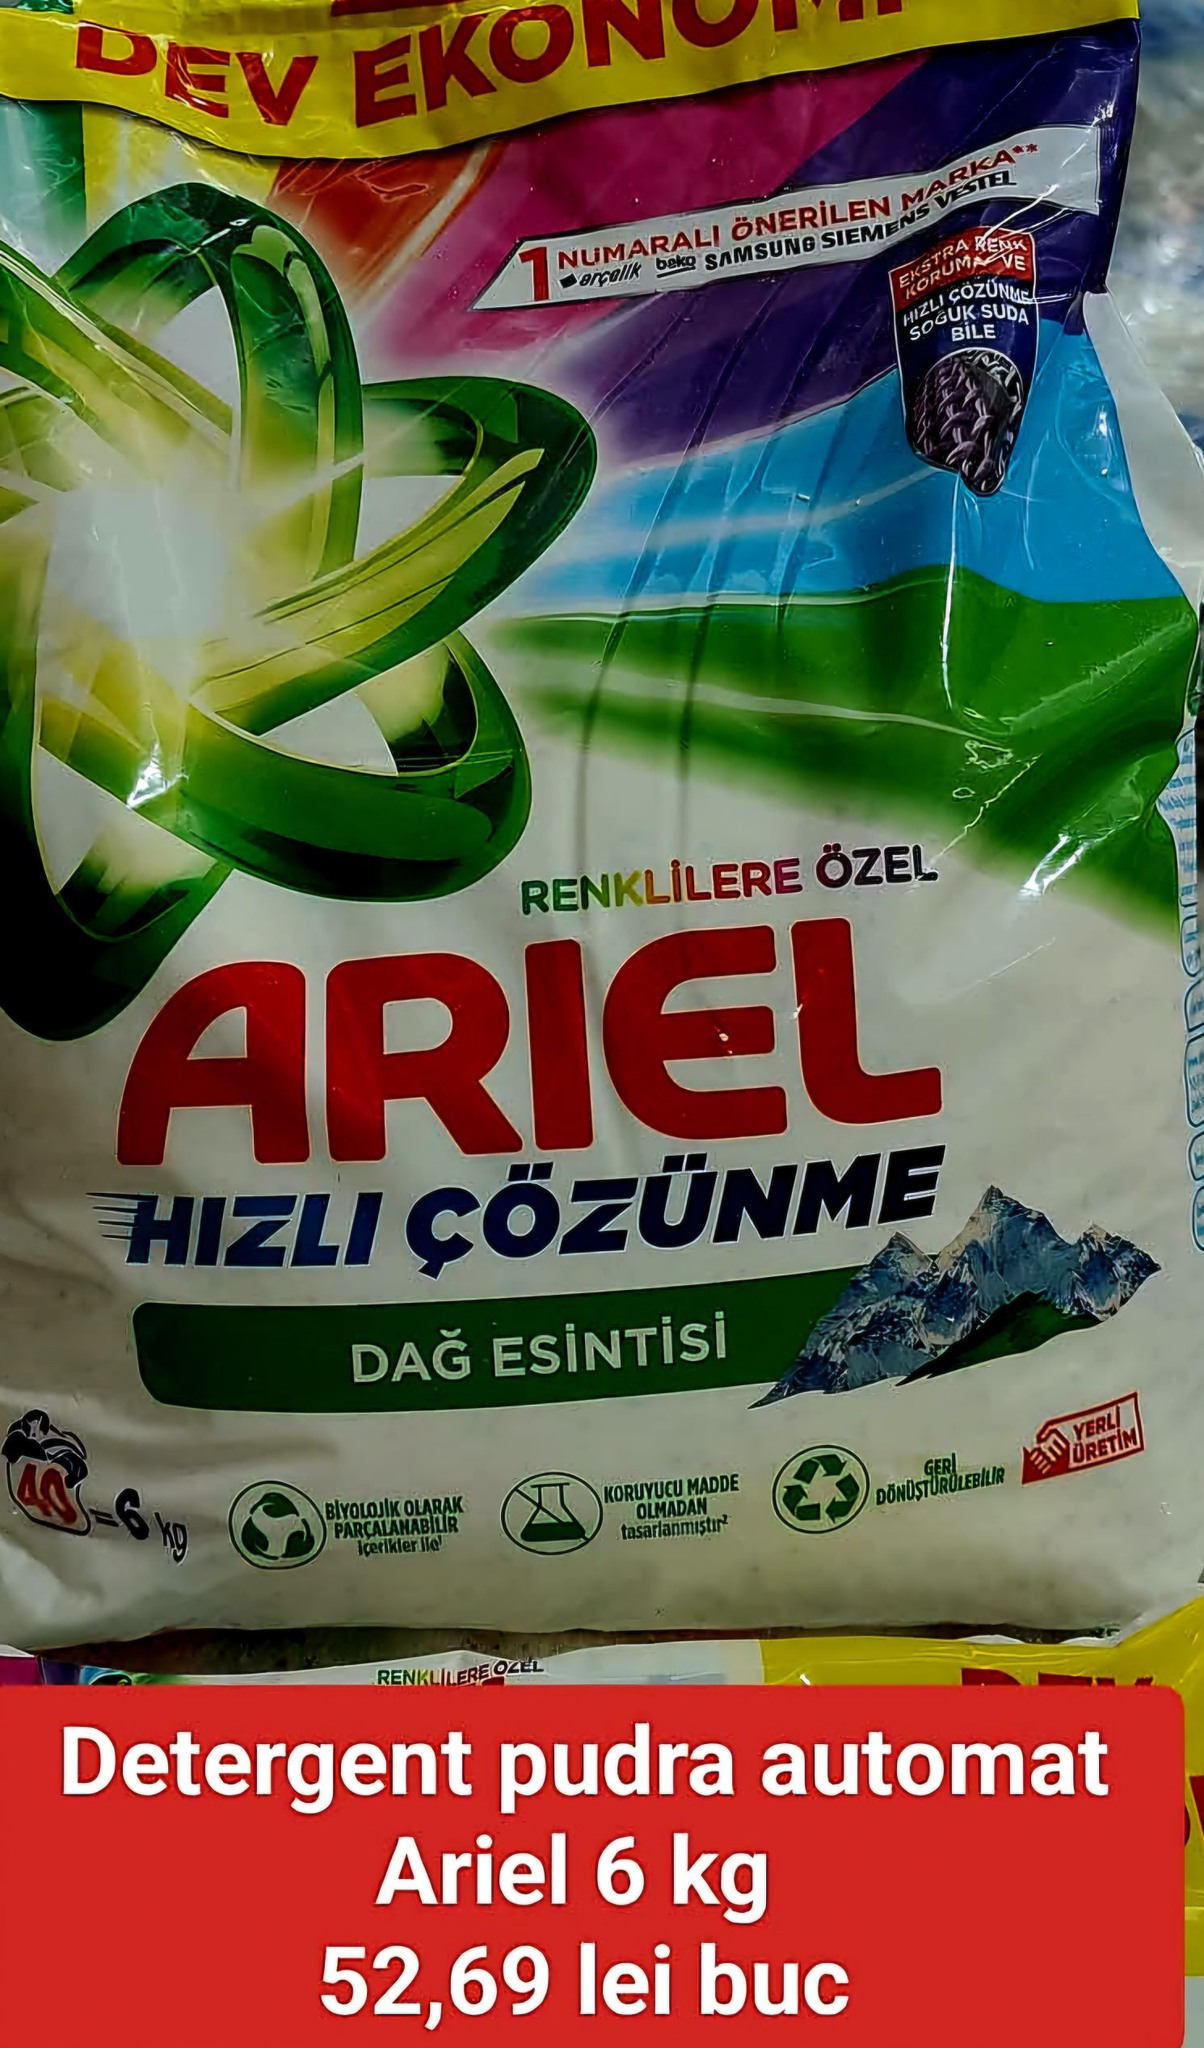 DEV EKONOMİ
1 NUMARALI ÖNERİLEN MARKA**
arçelik beko SAMSUNG SIEMENS VESTEL
EKSTRA RENK
KORUMA VE
HIZLI ÇÖZÜNME
SOĞUK SUDA
BİLE
RENKLİLERE ÖZEL
ARIEL
HIZLI ÇÖZÜNME
DAĞ ESİNTİSİ
40 = 6 kg
BİYOLOJİK OLARAK
PARÇALANABİLİR
içerikler ile¹
KORUYUCU MADDE
OLMADAN
tasarlanmıştır²
GERİ
DÖNÜŞTÜRÜLEBİLİR
YERLİ
ÜRETİM
RENKLİLERE ÖZEL
DEV
Detergent pudra automat
Ariel 6 kg
52,69 lei buc